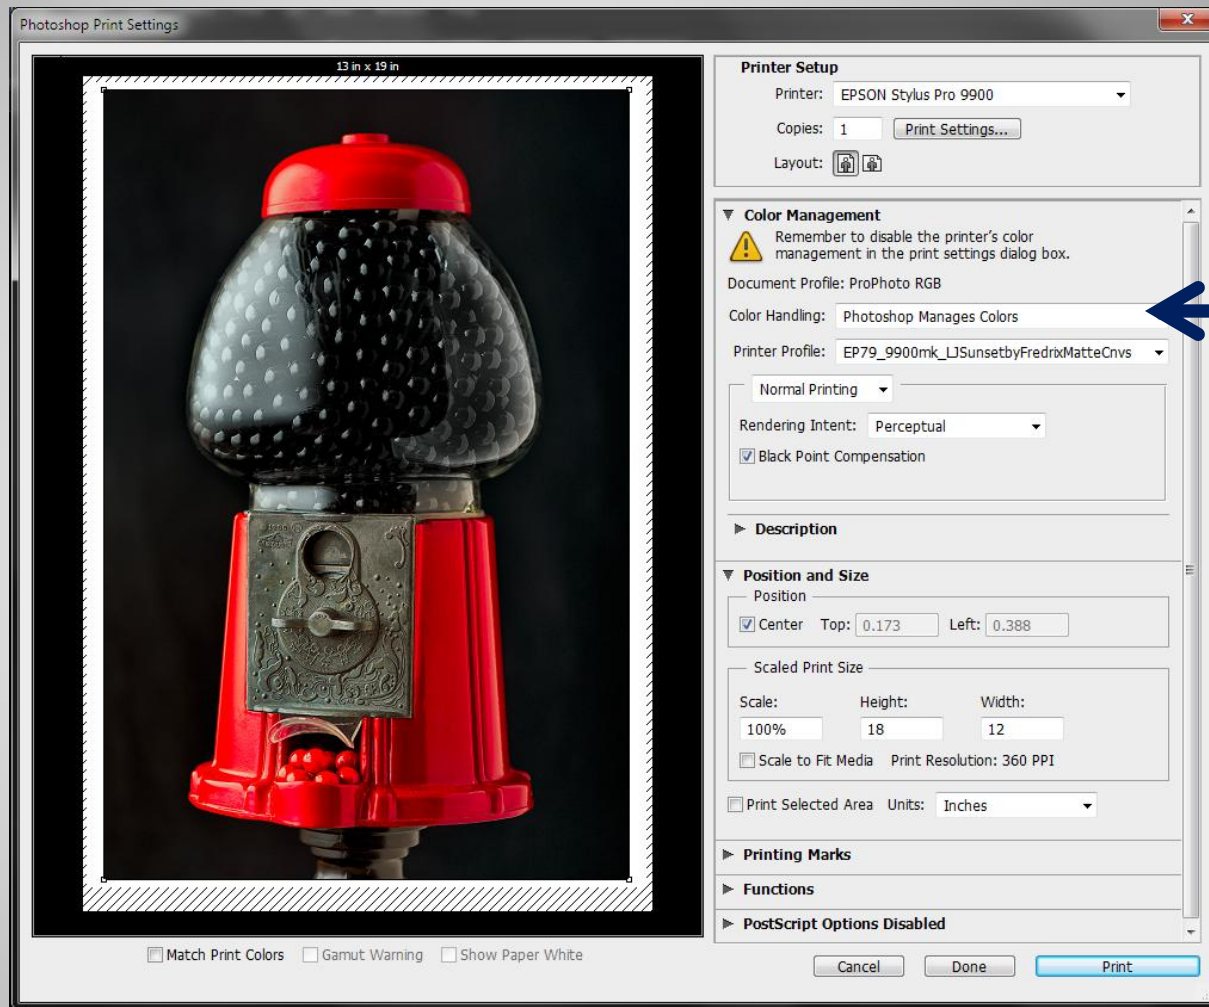 Photoshop Print Settings
x
13 in x 19 in
Printer Setup
Printer: EPSON Stylus Pro 9900
Copies: 1 Print Settings...
Layout:
Color Management
Remember to disable the printer's color
management in the print settings dialog box.
Document Profile: ProPhoto RGB
Color Handling: Photoshop Manages Colors
Printer Profile: EP79_9900mk_LJSunsetbyFredrixMatteCnvs
Normal Printing
Rendering Intent: Perceptual
Black Point Compensation
Description
Position and Size
Position
Center Top: 0.173 Left: 0.388
Scaled Print Size
Scale: Height: Width:
100% 18 12
Scale to Fit Media Print Resolution: 360 PPI
Print Selected Area Units: Inches
Printing Marks
Functions
PostScript Options Disabled
Match Print Colors Gamut Warning Show Paper White
Cancel Done Print